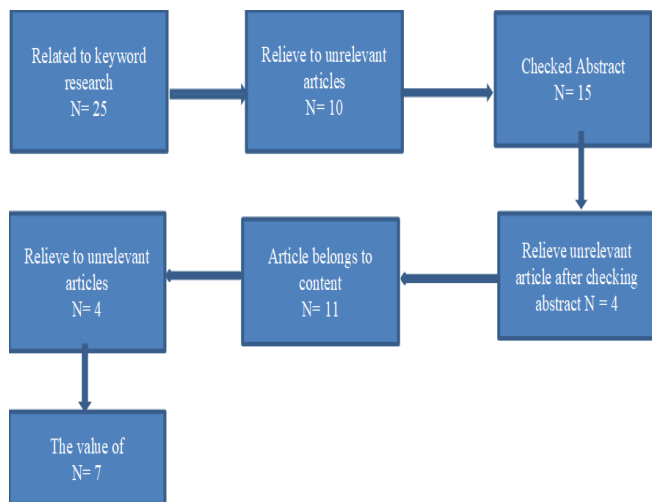 Related to keyword
research
N= 25
Relieve to unrelevant
articles
N= 10
Checked Abstract
N= 15
Relieve unrelevant
article after checking
abstract N = 4
Article belongs to
content
N= 11
Relieve to unrelevant
articles
N= 4
The value of
N= 7